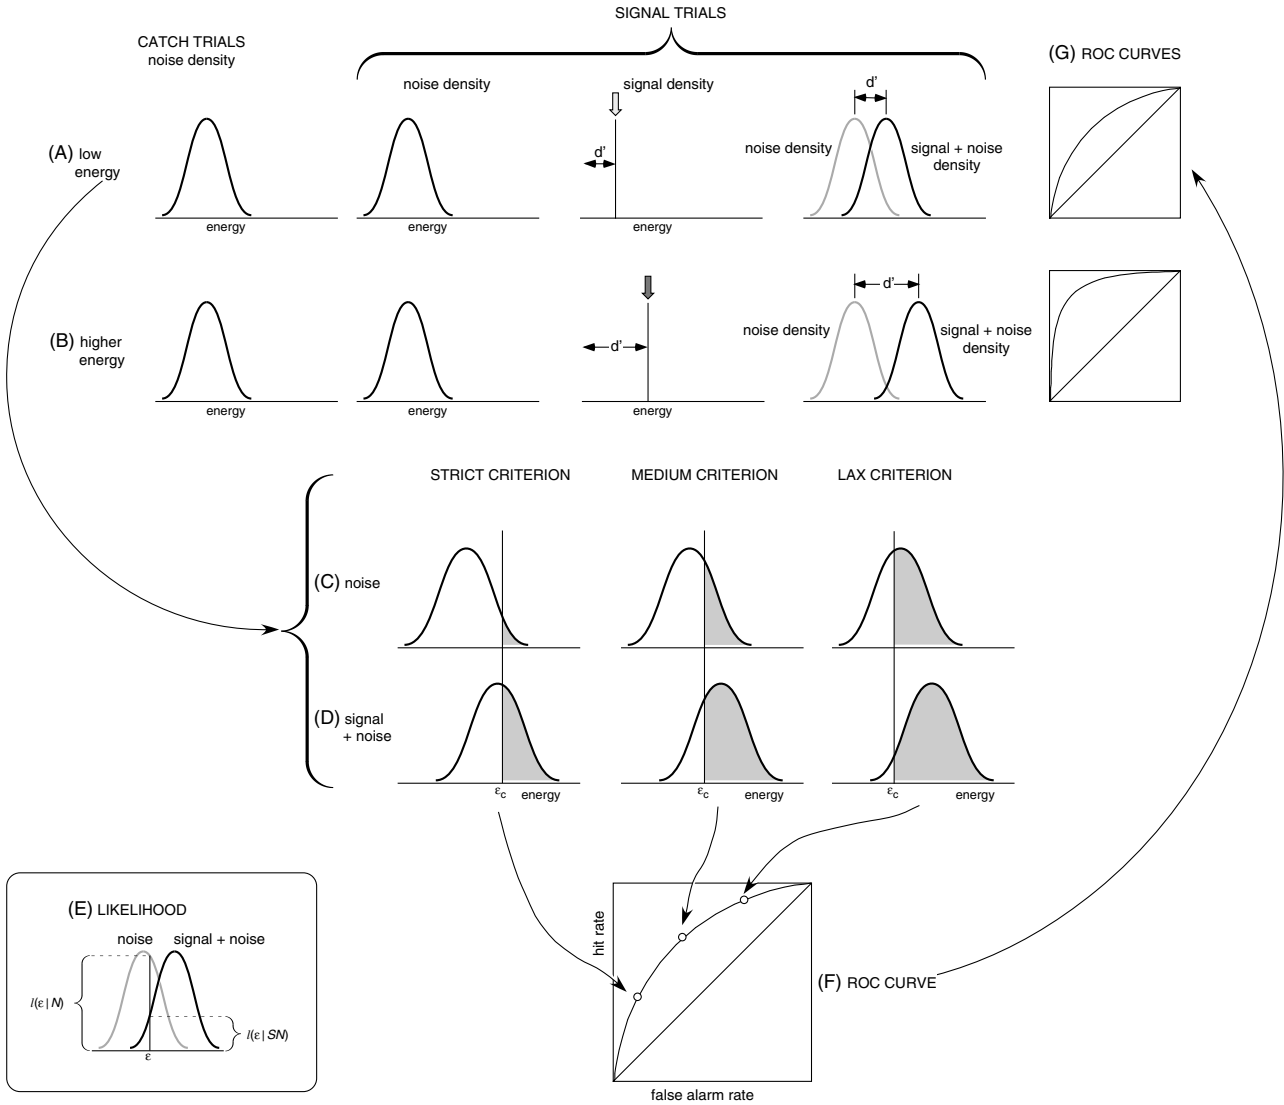 SIGNAL TRIALS
CATCH TRIALS
noise density
(G) ROC CURVES
noise density
signal density
d'
(A) low
energy
d'
noise density
signal + noise
density
energy
energy
energy
d'
(B) higher
energy
d'
noise density
signal + noise
density
energy
energy
energy
STRICT CRITERION
MEDIUM CRITERION
LAX CRITERION
(C) noise
(D) signal
+ noise
εc
energy
εc
energy
εc
energy
(E) LIKELIHOOD
noise
signal + noise
l(ε | N)
l(ε | SN)
ε
hit rate
(F) ROC CURVE
false alarm rate